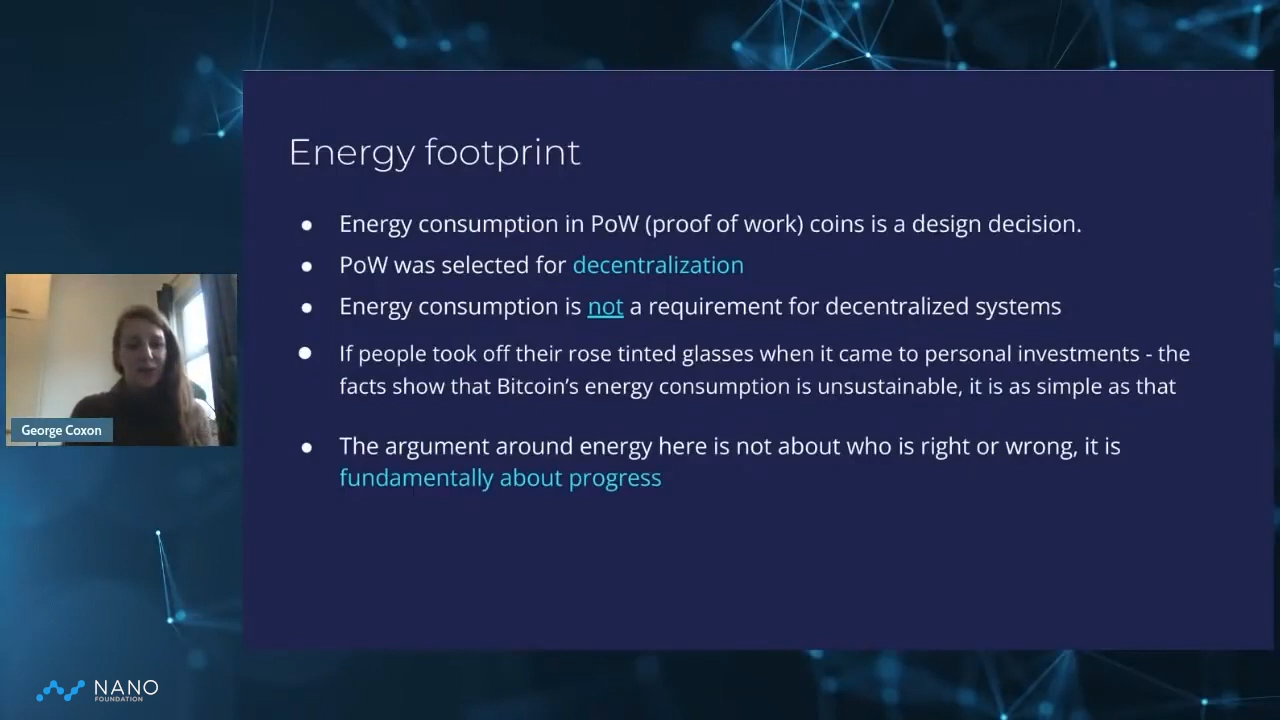 Energy footprint
Energy consumption in PoW (proof of work) coins is a design decision.
PoW was selected for decentralization
Energy consumption is not a requirement for decentralized systems
If people took off their rose tinted glasses when it came to personal investments - the
facts show that Bitcoin's energy consumption is unsustainable, it is as simple as that
The argument around energy here is not about who is right or wrong, it is
fundamentally about progress
George Coxon
NANO
FOUNDATION